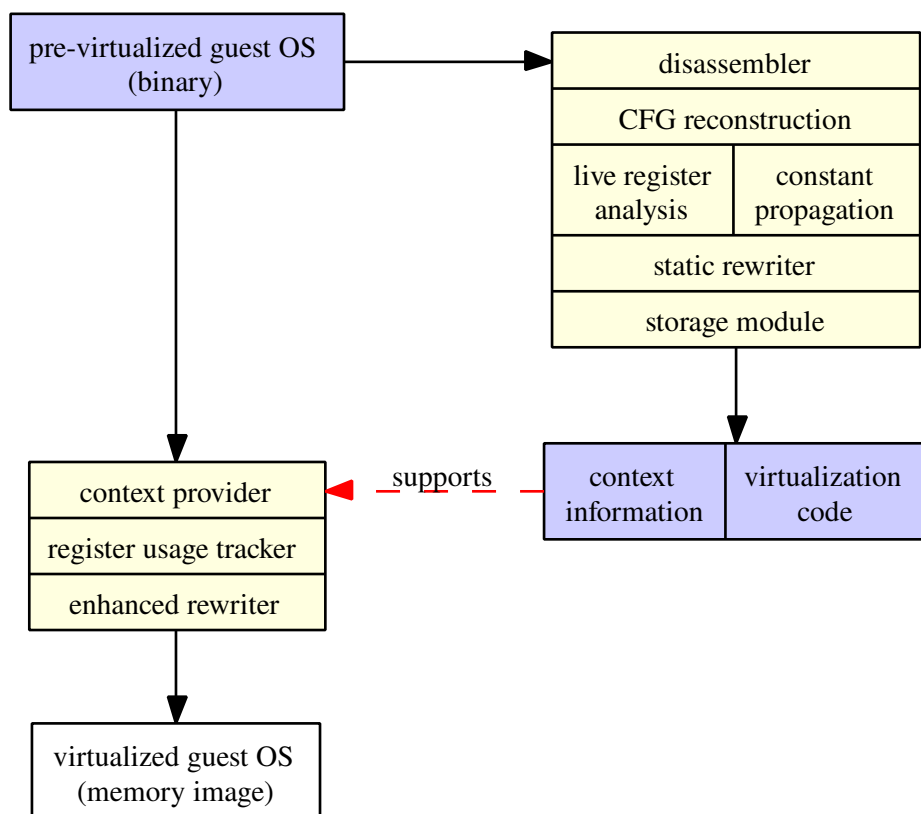 pre-virtualized guest OS
(binary)
disassembler
CFG reconstruction
live register
analysis
constant
propagation
static rewriter
storage module
supports
context
information
virtualization
code
context provider
register usage tracker
enhanced rewriter
virtualized guest OS
(memory image)